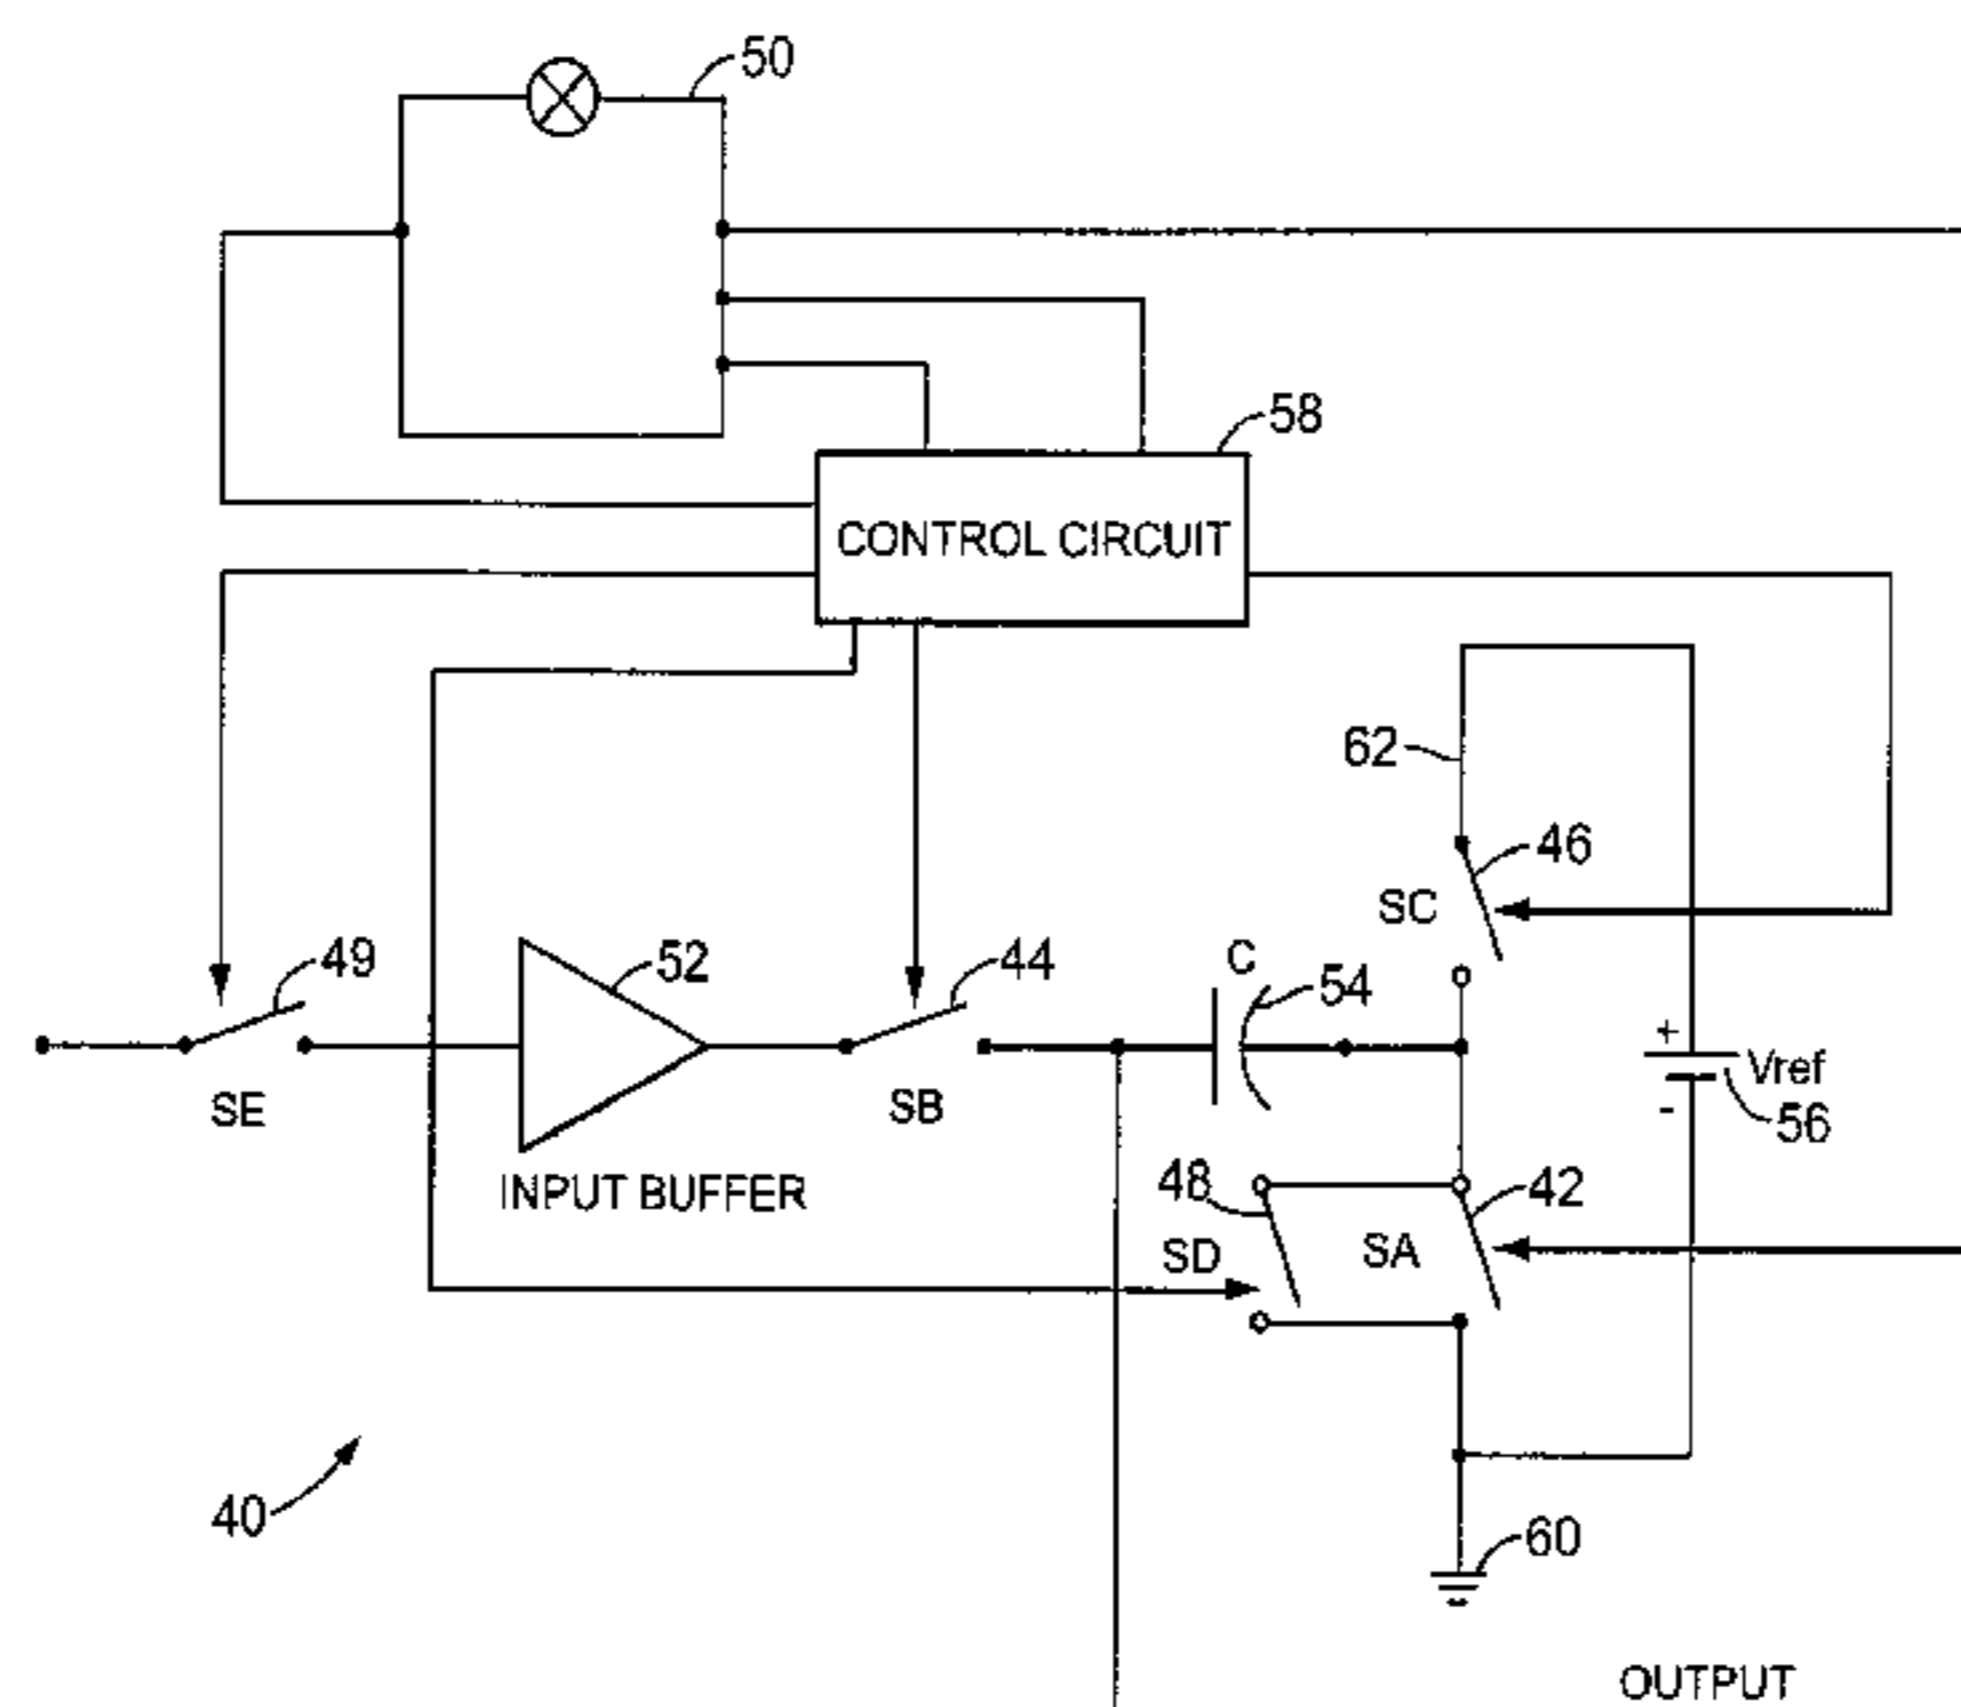 50
58
CONTROL CIRCUIT
62
46
SC
49
52
44
C
54
+
Vref
-
56
SE
SB
INPUT BUFFER
48
42
SD
SA
40
60
OUTPUT